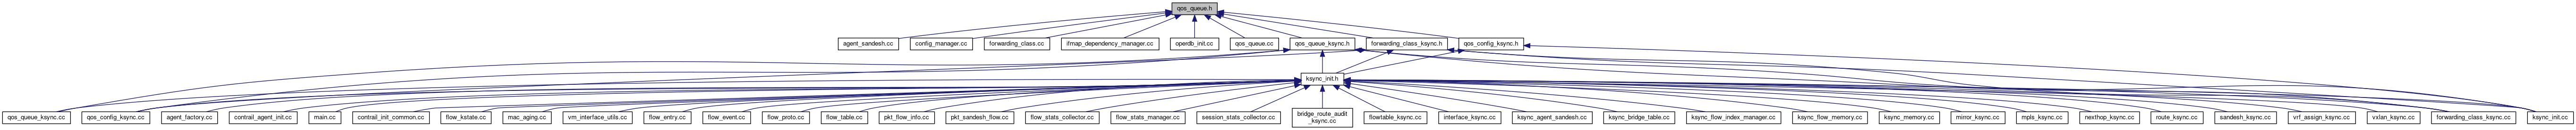 qos_queue.h
agent_sandesh.cc
config_manager.cc
forwarding_class.cc
ifmap_dependency_manager.cc
operdb_init.cc
qos_queue.cc
qos_queue_ksync.h
forwarding_class_ksync.h
qos_config_ksync.h
ksync_init.h
qos_queue_ksync.cc
qos_config_ksync.cc
agent_factory.cc
contrail_agent_init.cc
main.cc
contrail_init_common.cc
flow_kstate.cc
mac_aging.cc
vm_interface_utils.cc
flow_entry.cc
flow_event.cc
flow_proto.cc
flow_table.cc
pkt_flow_info.cc
pkt_sandesh_flow.cc
flow_stats_collector.cc
flow_stats_manager.cc
session_stats_collector.cc
bridge_route_audit
_ksync.cc
flowtable_ksync.cc
interface_ksync.cc
ksync_agent_sandesh.cc
ksync_bridge_table.cc
ksync_flow_index_manager.cc
ksync_flow_memory.cc
ksync_memory.cc
mirror_ksync.cc
mpls_ksync.cc
nexthop_ksync.cc
route_ksync.cc
sandesh_ksync.cc
vrf_assign_ksync.cc
vxlan_ksync.cc
forwarding_class_ksync.cc
ksync_init.cc